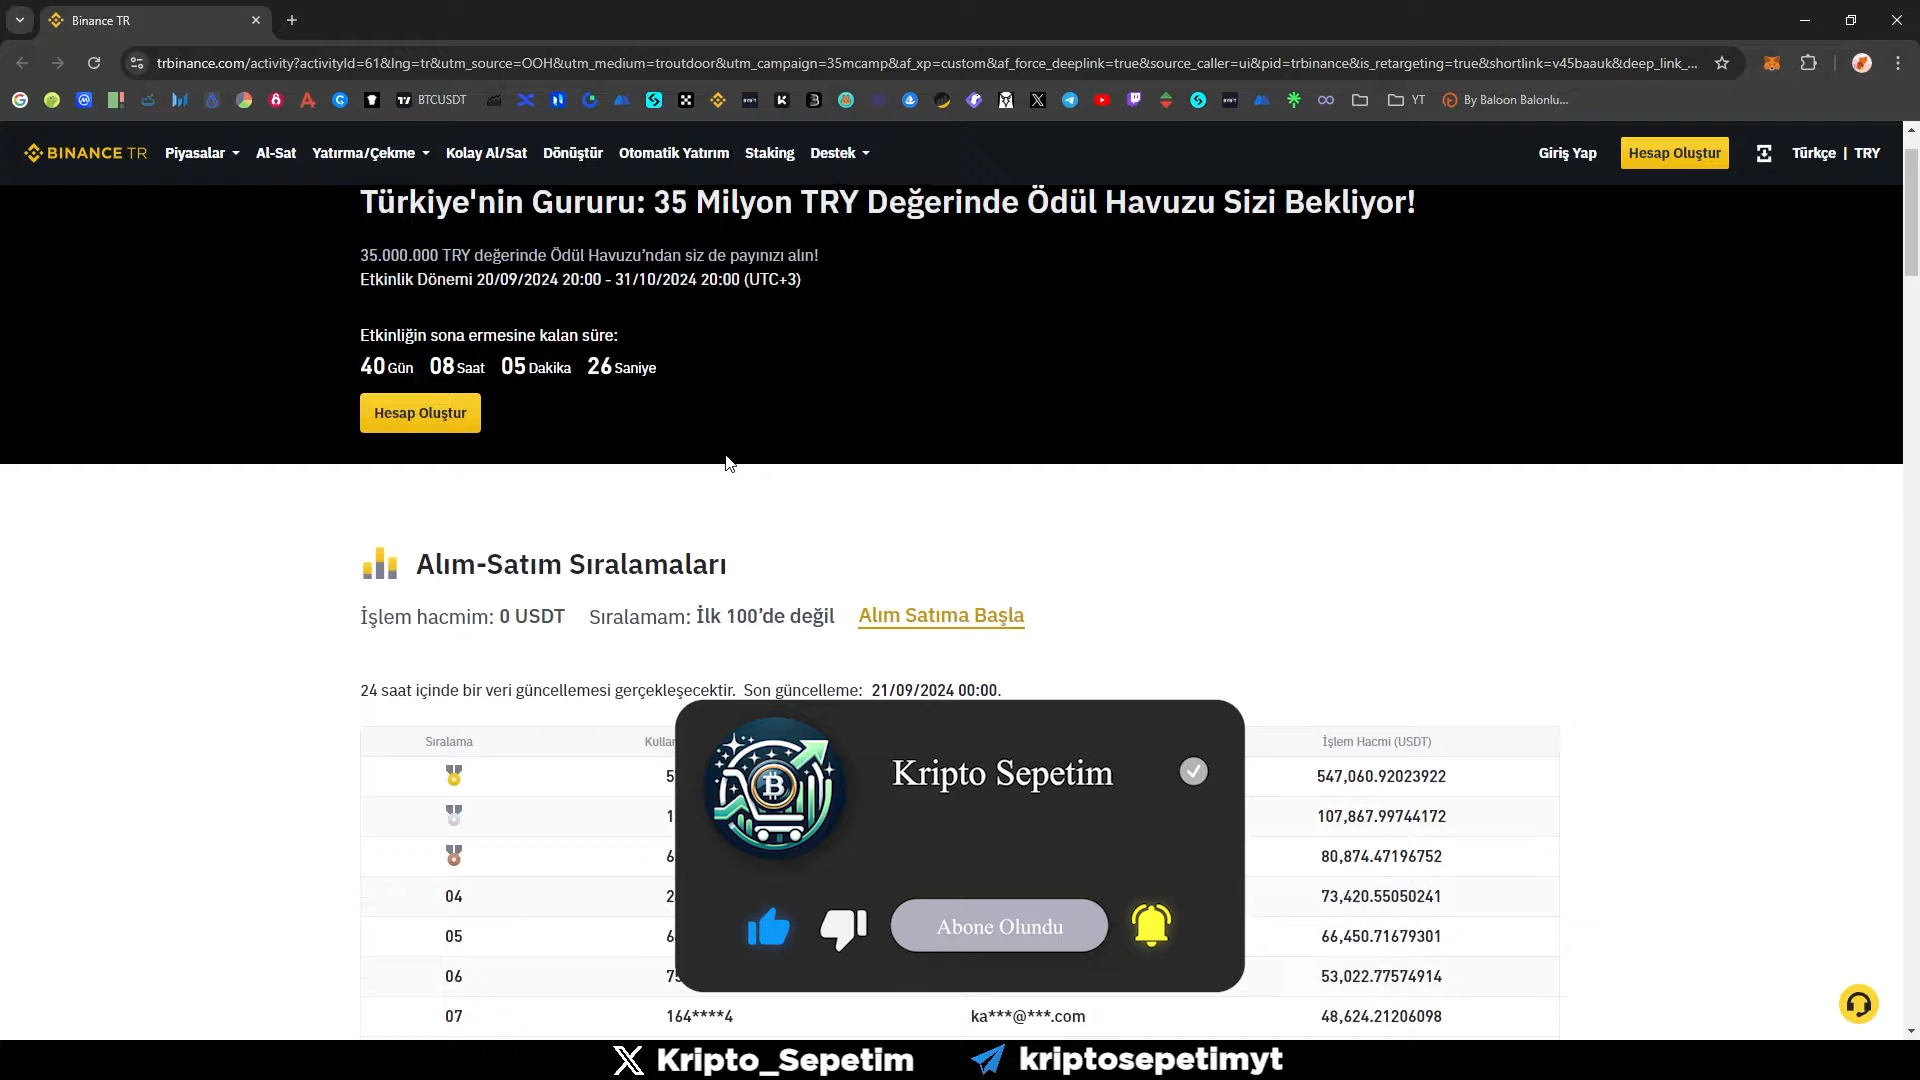 Binance TR
trbinance.com/activity?activityId=61&lng=tr&utm_source=OOH&utm_medium=troutdoor&utm_campaign=35mcamp&af_xp=custom&af_force_deeplink=true&source_caller=ui&pid=trbinance&is_retargeting=true&shortlink=v45baauk&deep_link_...
BTCUSDT
YT
By Baloon Balonlu...
BINANCE TR
Piyasalar
Al-Sat
Yatırma/Çekme
Kolay Al/Sat
Dönüştür
Otomatik Yatırım
Staking
Destek
Giriş Yap
Hesap Oluştur
Türkçe | TRY
Türkiye'nin Gururu: 35 Milyon TRY Değerinde Ödül Havuzu Sizi Bekliyor!
35.000.000 TRY değerinde Ödül Havuzu’ndan siz de payınızı alın!
Etkinlik Dönemi 20/09/2024 20:00 - 31/10/2024 20:00 (UTC+3)
Etkinliğin sona ermesine kalan süre:
40 Gün 08 Saat 05 Dakika 26 Saniye
Hesap Oluştur
Alım-Satım Sıralamaları
İşlem hacmim: 0 USDT Sıralamam: İlk 100’de değil Alım Satıma Başla
24 saat içinde bir veri güncellemesi gerçekleşecektir. Son güncelleme: 21/09/2024 00:00.
Sıralama İşlem Hacmi (USDT)
547,060.92023922
107,867.99744172
80,874.47196752
04 73,420.55050241
05 66,450.71679301
06 53,022.77574914
07 164****4 ka***@***.com 48,624.21206098
Kripto Sepetim
Abone Olundu
Kripto_Sepetim
kriptosepetimyt